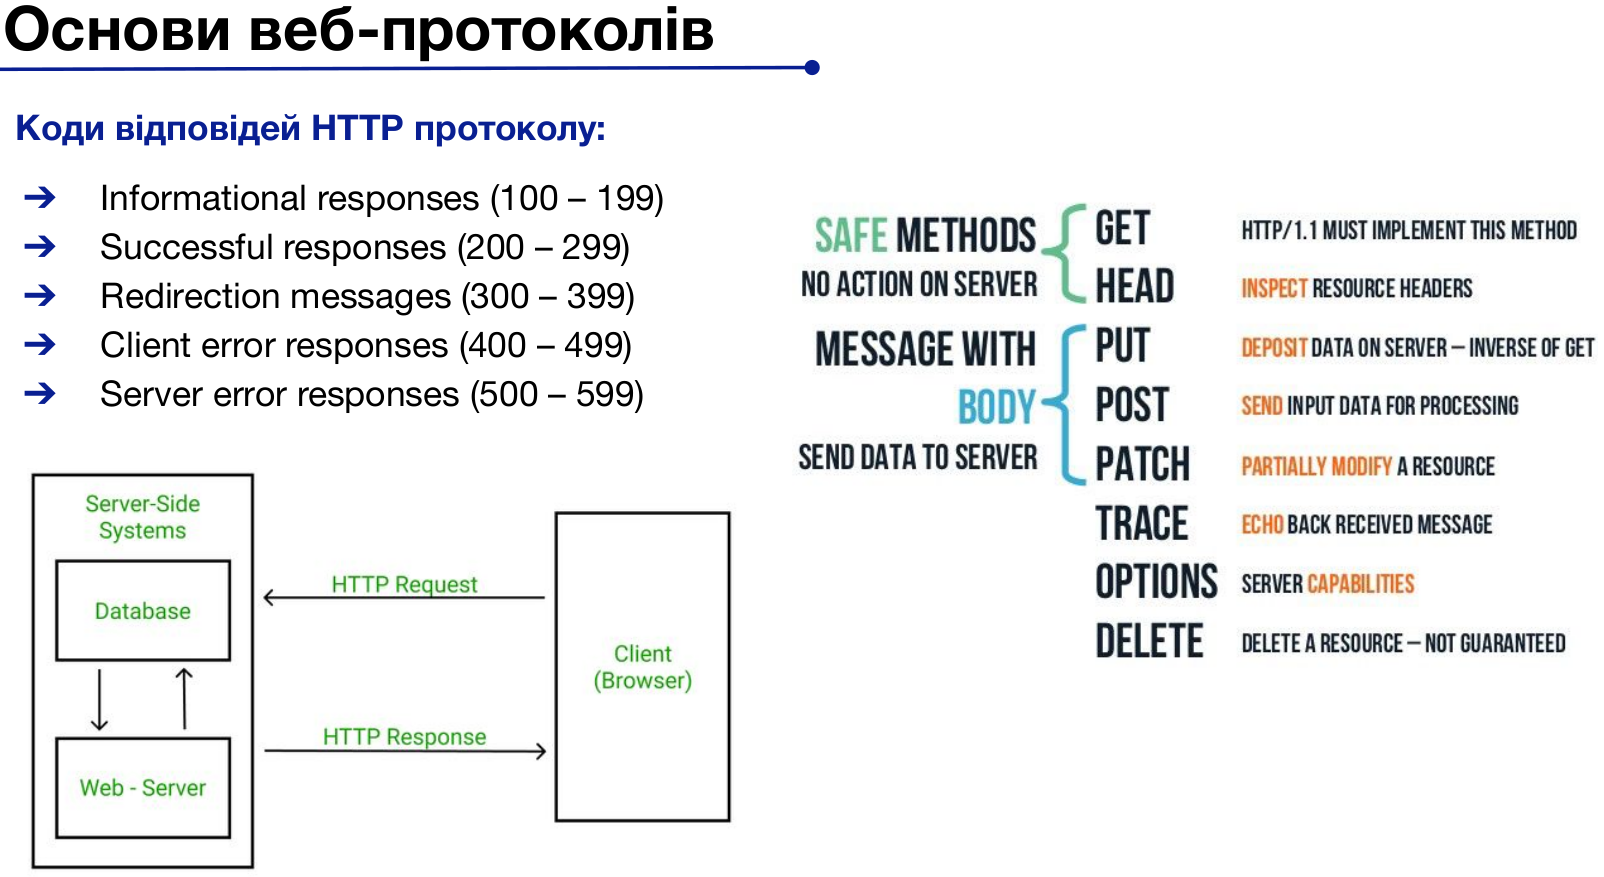 Основи веб-протоколів
Коди відповідей HTTP протоколу:
➔ Informational responses (100 – 199)
➔ Successful responses (200 – 299)
➔ Redirection messages (300 – 399)
➔ Client error responses (400 – 499)
➔ Server error responses (500 – 599)
Server-Side
Systems
Database
Web - Server
HTTP Request
HTTP Response
Client
(Browser)
SAFE METHODS
NO ACTION ON SERVER
MESSAGE WITH
BODY
SEND DATA TO SERVER
GET HTTP/1.1 MUST IMPLEMENT THIS METHOD
HEAD INSPECT RESOURCE HEADERS
PUT DEPOSIT DATA ON SERVER – INVERSE OF GET
POST SEND INPUT DATA FOR PROCESSING
PATCH PARTIALLY MODIFY A RESOURCE
TRACE ECHO BACK RECEIVED MESSAGE
OPTIONS SERVER CAPABILITIES
DELETE DELETE A RESOURCE – NOT GUARANTEED